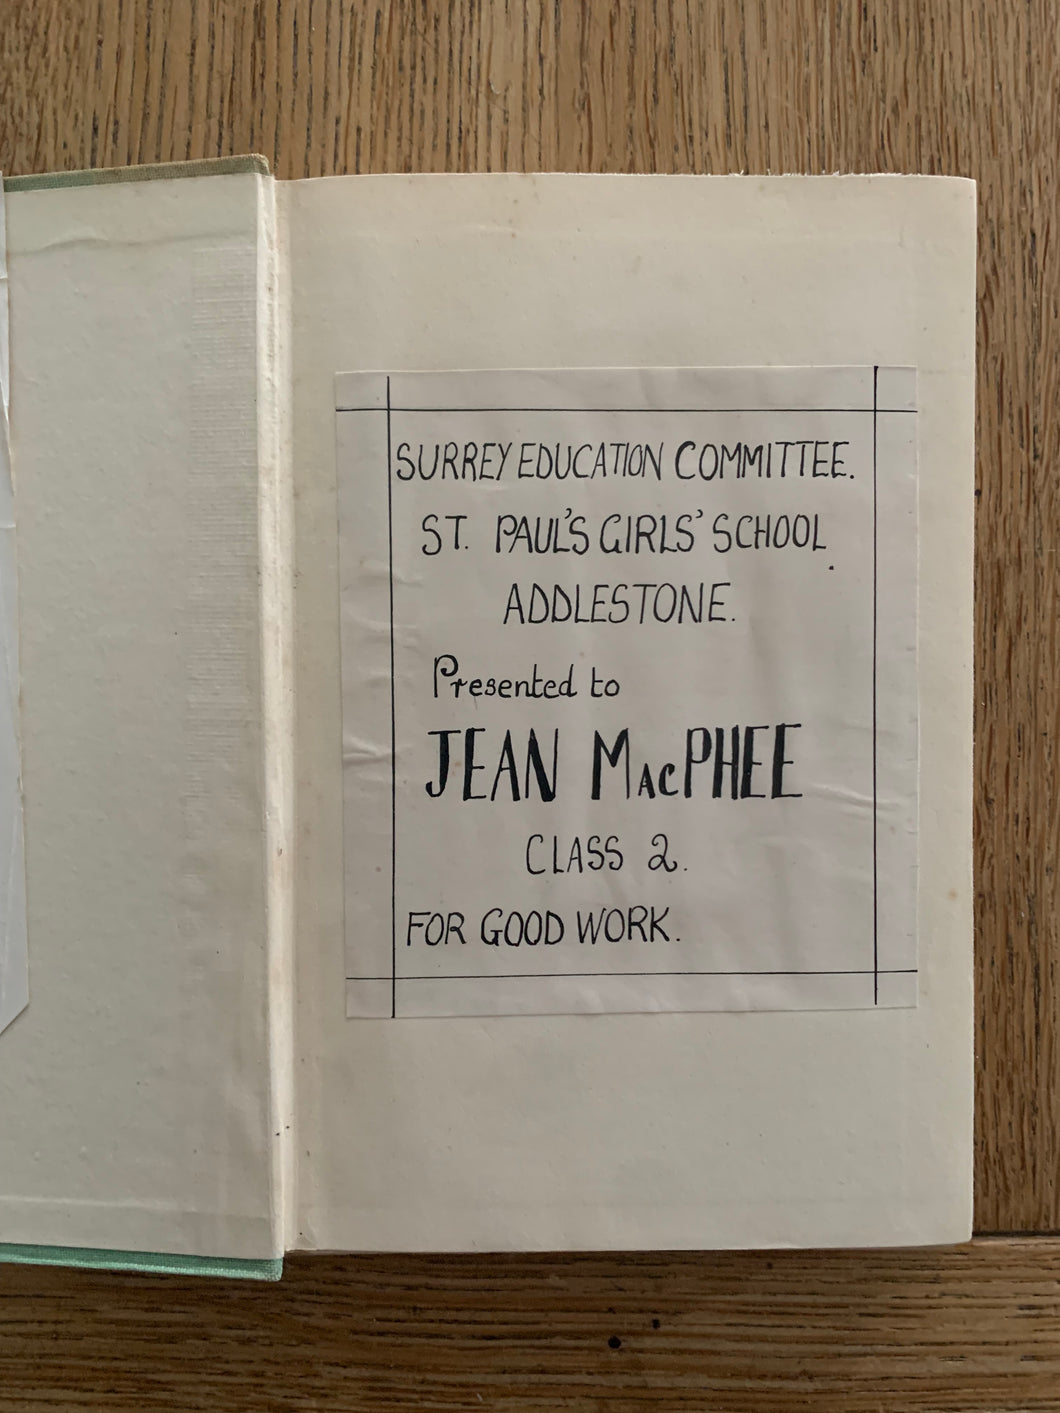 SURREY EDUCATION COMMITTEE.
ST. PAUL'S GIRLS' SCHOOL
ADDLESTONE.
Presented to
JEAN MACPHEE
CLASS 2.
FOR GOOD WORK.